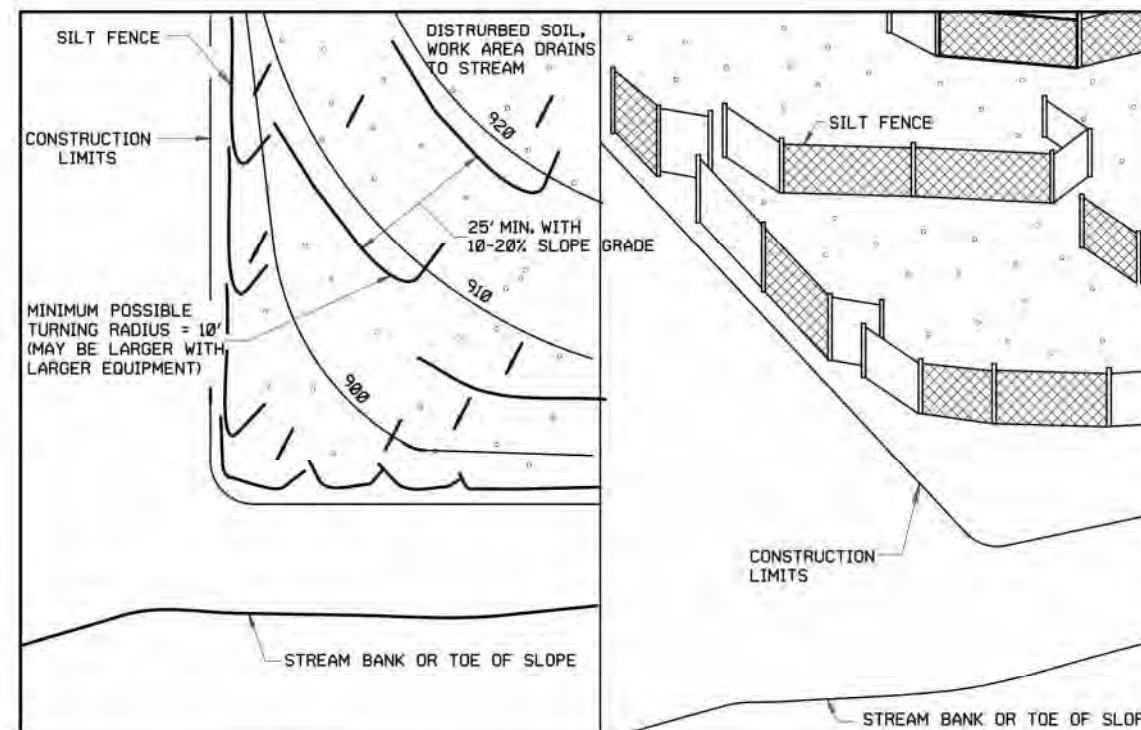 SILT FENCE
DISTRURBED SOIL,
WORK AREA DRAINS
TO STREAM
CONSTRUCTION
LIMITS
920
25' MIN. WITH
10-20% SLOPE GRADE
910
MINIMUM POSSIBLE
TURNING RADIUS = 10'
(MAY BE LARGER WITH
LARGER EQUIPMENT)
900
STREAM BANK OR TOE OF SLOPE
SILT FENCE
CONSTRUCTION
LIMITS
STREAM BANK OR TOE OF SLOP